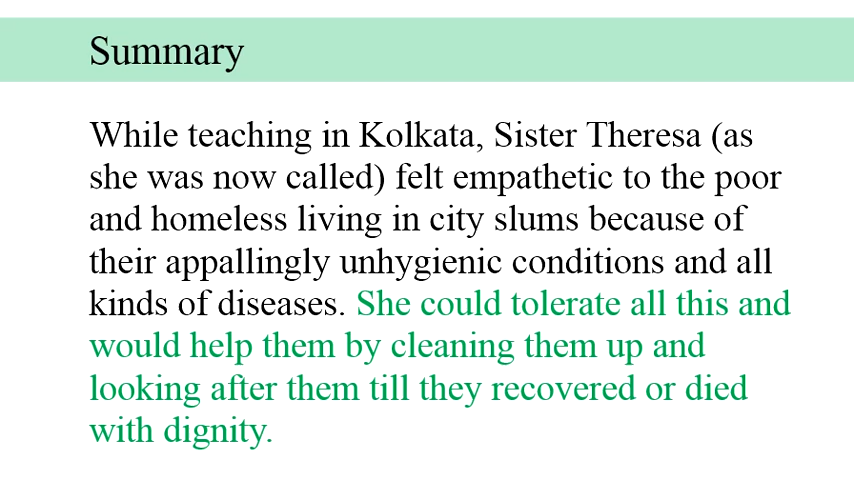 Summary
While teaching in Kolkata, Sister Theresa (as
she was now called) felt empathetic to the poor
and homeless living in city slums because of
their appallingly unhygienic conditions and all
kinds of diseases. She could tolerate all this and
would help them by cleaning them up and
looking after them till they recovered or died
with dignity.